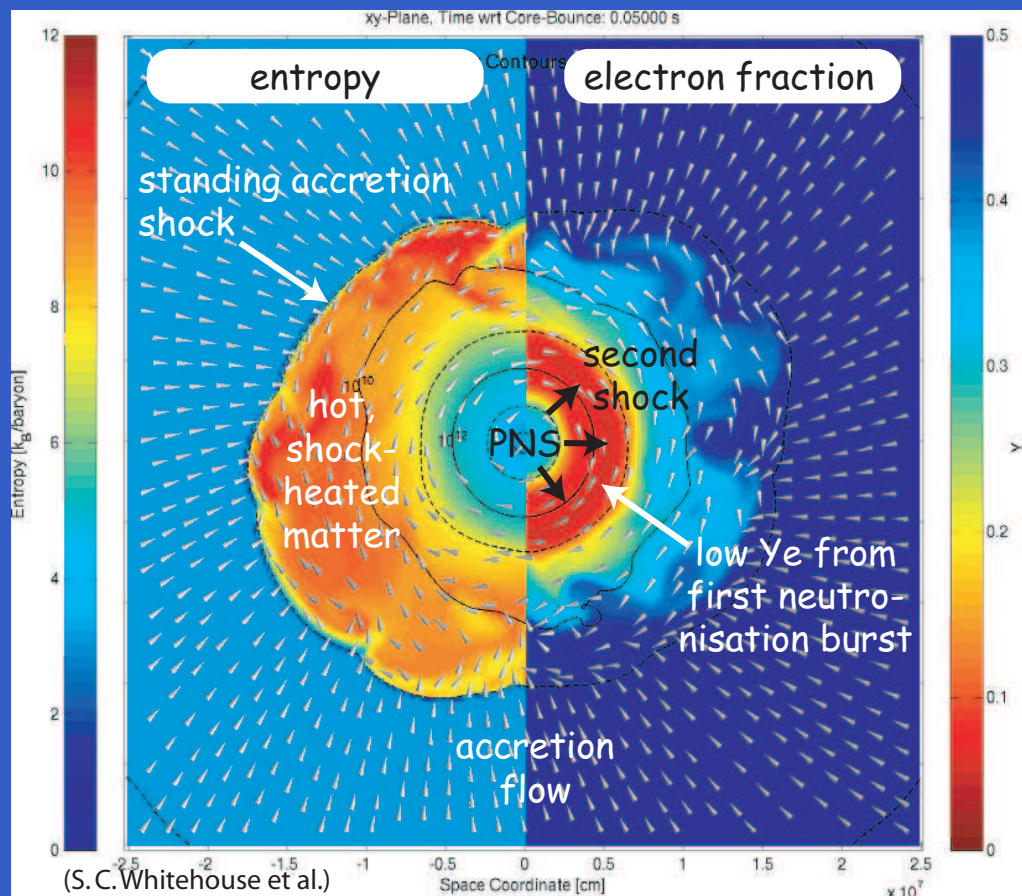 xy-Plane, Time wrt Core-Bounce: 0.05000 s
Contours
entropy
electron fraction
standing accretion
shock
hot,
shock-
heated
matter
10^10
10^12
PNS
second
shock
low Ye from
first neutro-
nisation burst
accretion
flow
Entropy [k_B/baryon]
12
10
8
6
4
2
0
0.5
0.4
0.3
0.2
0.1
0
-2.5 -2 -1.5 -1 -0.5 0 0.5 1 1.5 2 2.5
Space Coordinate [cm]
x 10^7
(S. C. Whitehouse et al.)